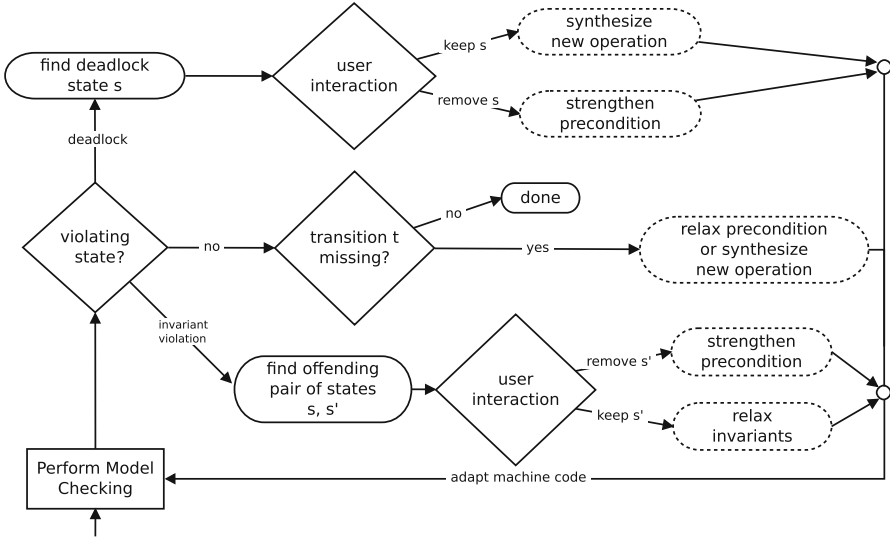 find deadlock
state s
user
interaction
keep s
synthesize
new operation
remove s
strengthen
precondition
deadlock
violating
state?
no
transition t
missing?
no
done
yes
relax precondition
or synthesize
new operation
invariant
violation
find offending
pair of states
s, s'
user
interaction
remove s'
strengthen
precondition
keep s'
relax
invariants
Perform Model
Checking
adapt machine code